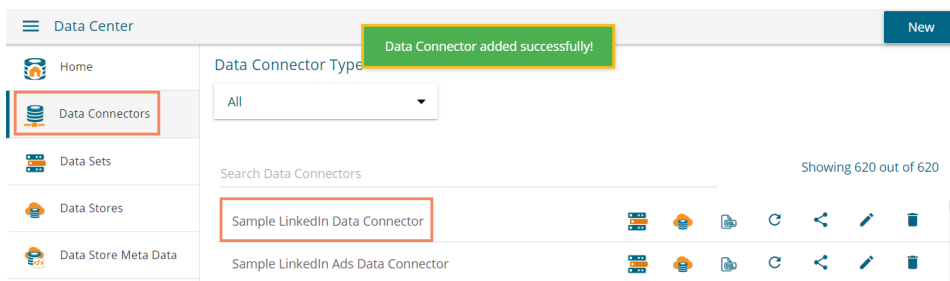 Data Center
New
Data Connector added successfully!
Home
Data Connector Type
All
Data Connectors
Data Sets
Search Data Connectors
Showing 620 out of 620
Data Stores
Sample LinkedIn Data Connector
Data Store Meta Data
Sample LinkedIn Ads Data Connector